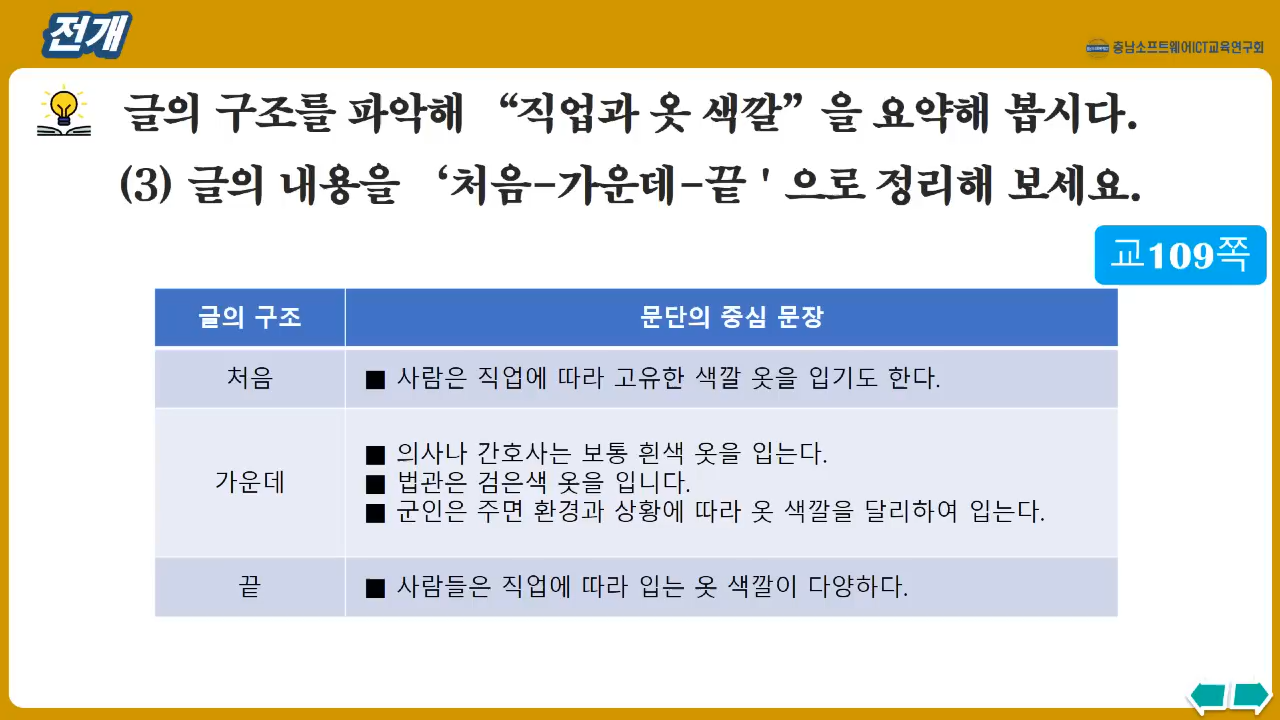 전개
충남소프트웨어ICT교육연구회
글의 구조를 파악해 “직업과 옷 색깔”을 요약해 봅시다.
(3) 글의 내용을 ‘처음-가운데-끝'으로 정리해 보세요.
교109쪽
글의 구조 문단의 중심 문장
처음 ■ 사람은 직업에 따라 고유한 색깔 옷을 입기도 한다.
■ 의사나 간호사는 보통 흰색 옷을 입는다.
가운데 ■ 법관은 검은색 옷을 입니다.
■ 군인은 주면 환경과 상황에 따라 옷 색깔을 달리하여 입는다.
끝 ■ 사람들은 직업에 따라 입는 옷 색깔이 다양하다.